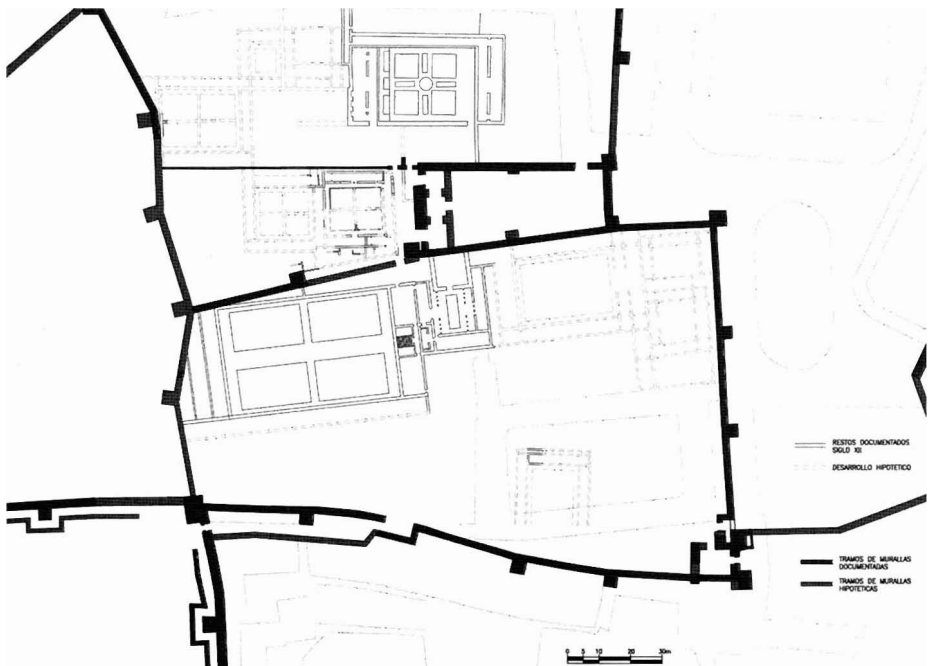 RESTOS DOCUMENTADOS
SIGLO XII
DESARROLLO HIPOTETICO
TRAMOS DE MURALLAS
DOCUMENTADAS
TRAMOS DE MURALLAS
HIPOTETICAS
0 5 10 20 30m